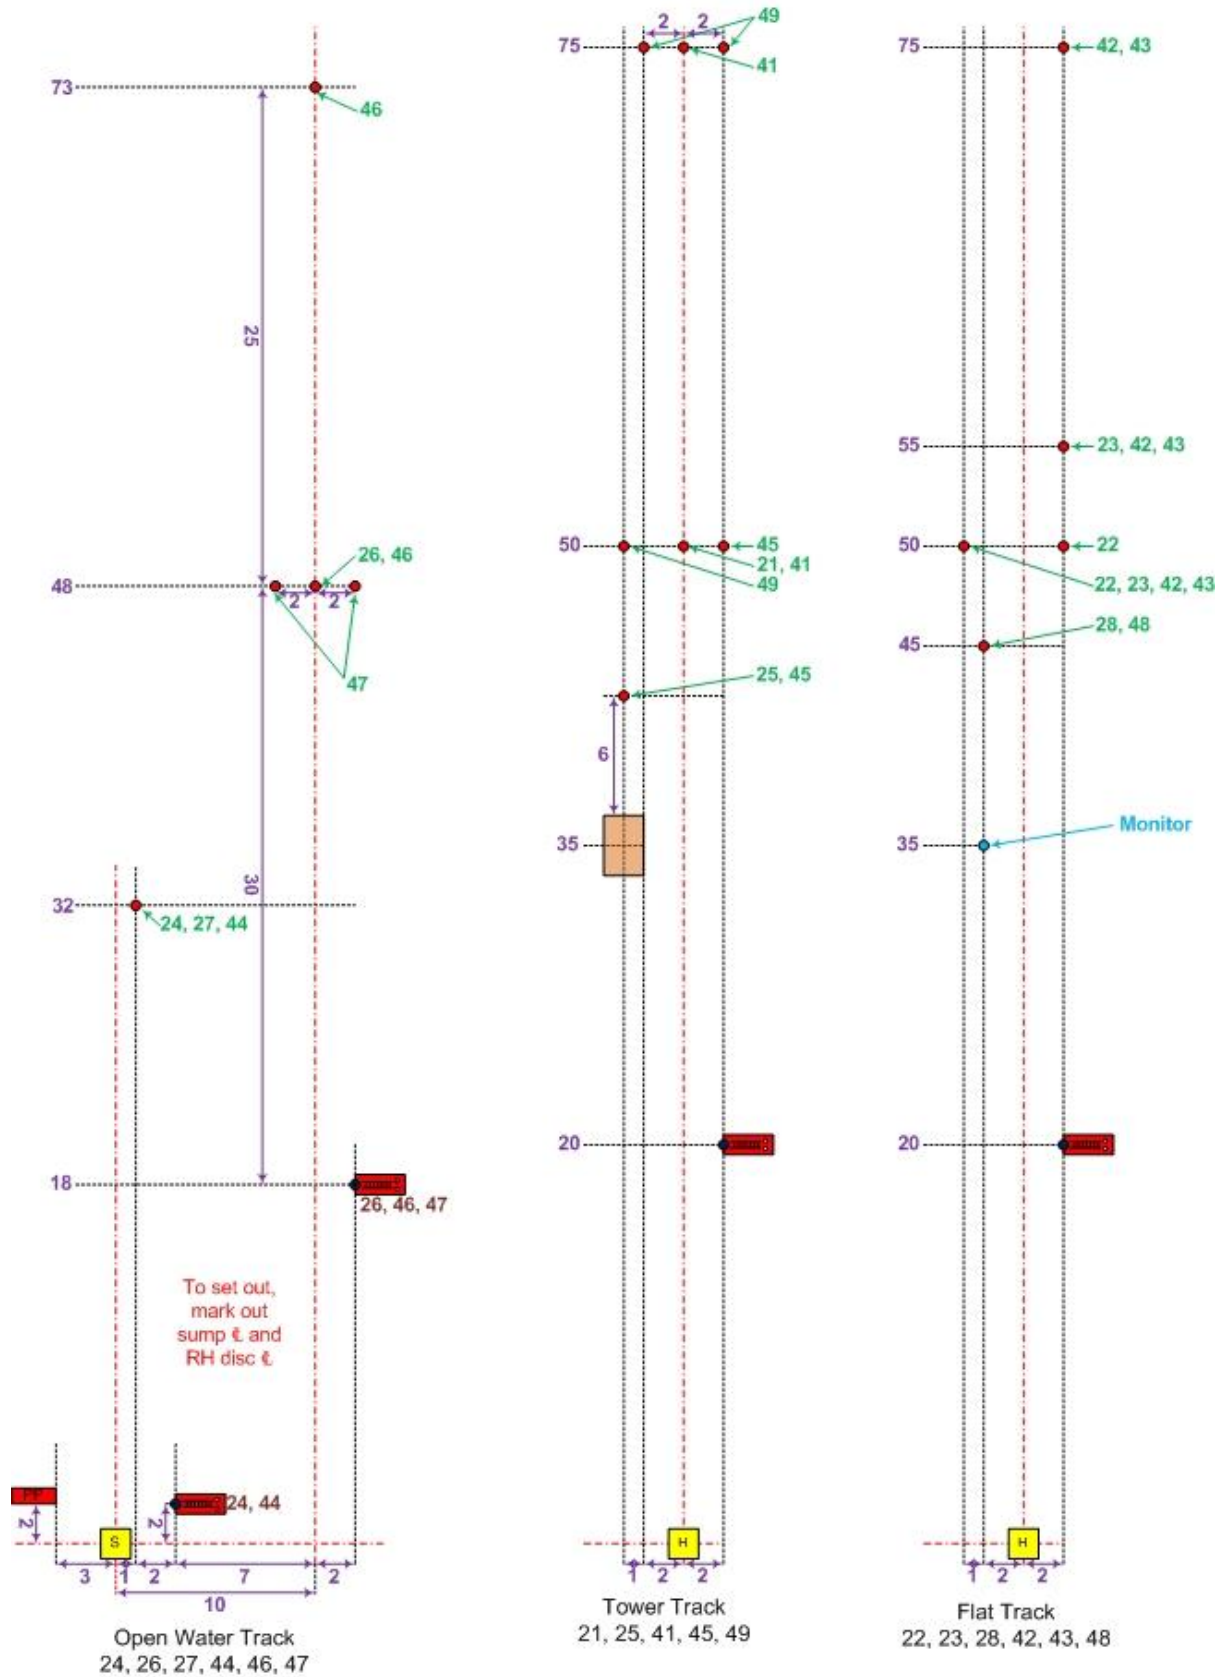 73
46
25
26, 46
48
2
2
47
30
32
24, 27, 44
18
26, 46, 47
To set out,
mark out
sump ℄ and
RH disc ℄
PP
24, 44
2
2
S
3
1
2
7
2
10
Open Water Track
24, 26, 27, 44, 46, 47
49
2
2
75
41
50
45
21, 41
49
25, 45
6
35
20
H
1
2
2
Tower Track
21, 25, 41, 45, 49
75
42, 43
55
23, 42, 43
50
22
22, 23, 42, 43
28, 48
45
Monitor
35
20
H
1
2
2
Flat Track
22, 23, 28, 42, 43, 48